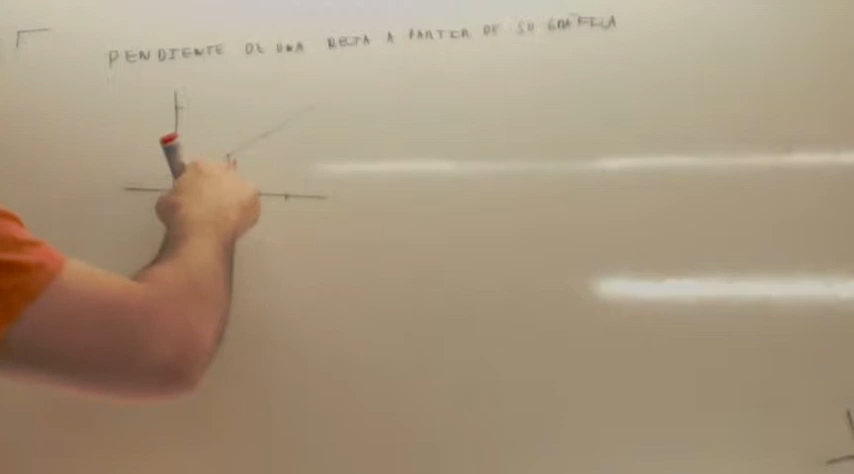 PENDIENTE DE UNA RECTA A PARTIR DE SU GRÁFICA